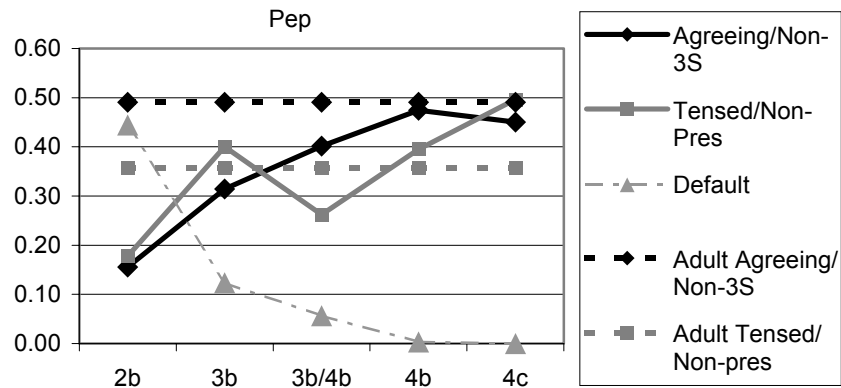 Pep
0.60
0.50
0.40
0.30
0.20
0.10
0.00
2b 3b 3b/4b 4b 4c
Agreeing/Non-
3S
Tensed/Non-
Pres
Default
Adult Agreeing/
Non-3S
Adult Tensed/
Non-pres